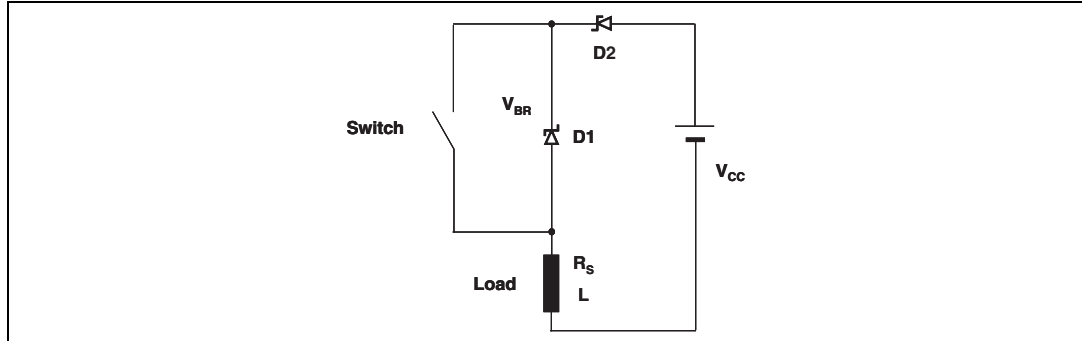 D2
V_BR
Switch
D1
V_CC
R_S
Load
L